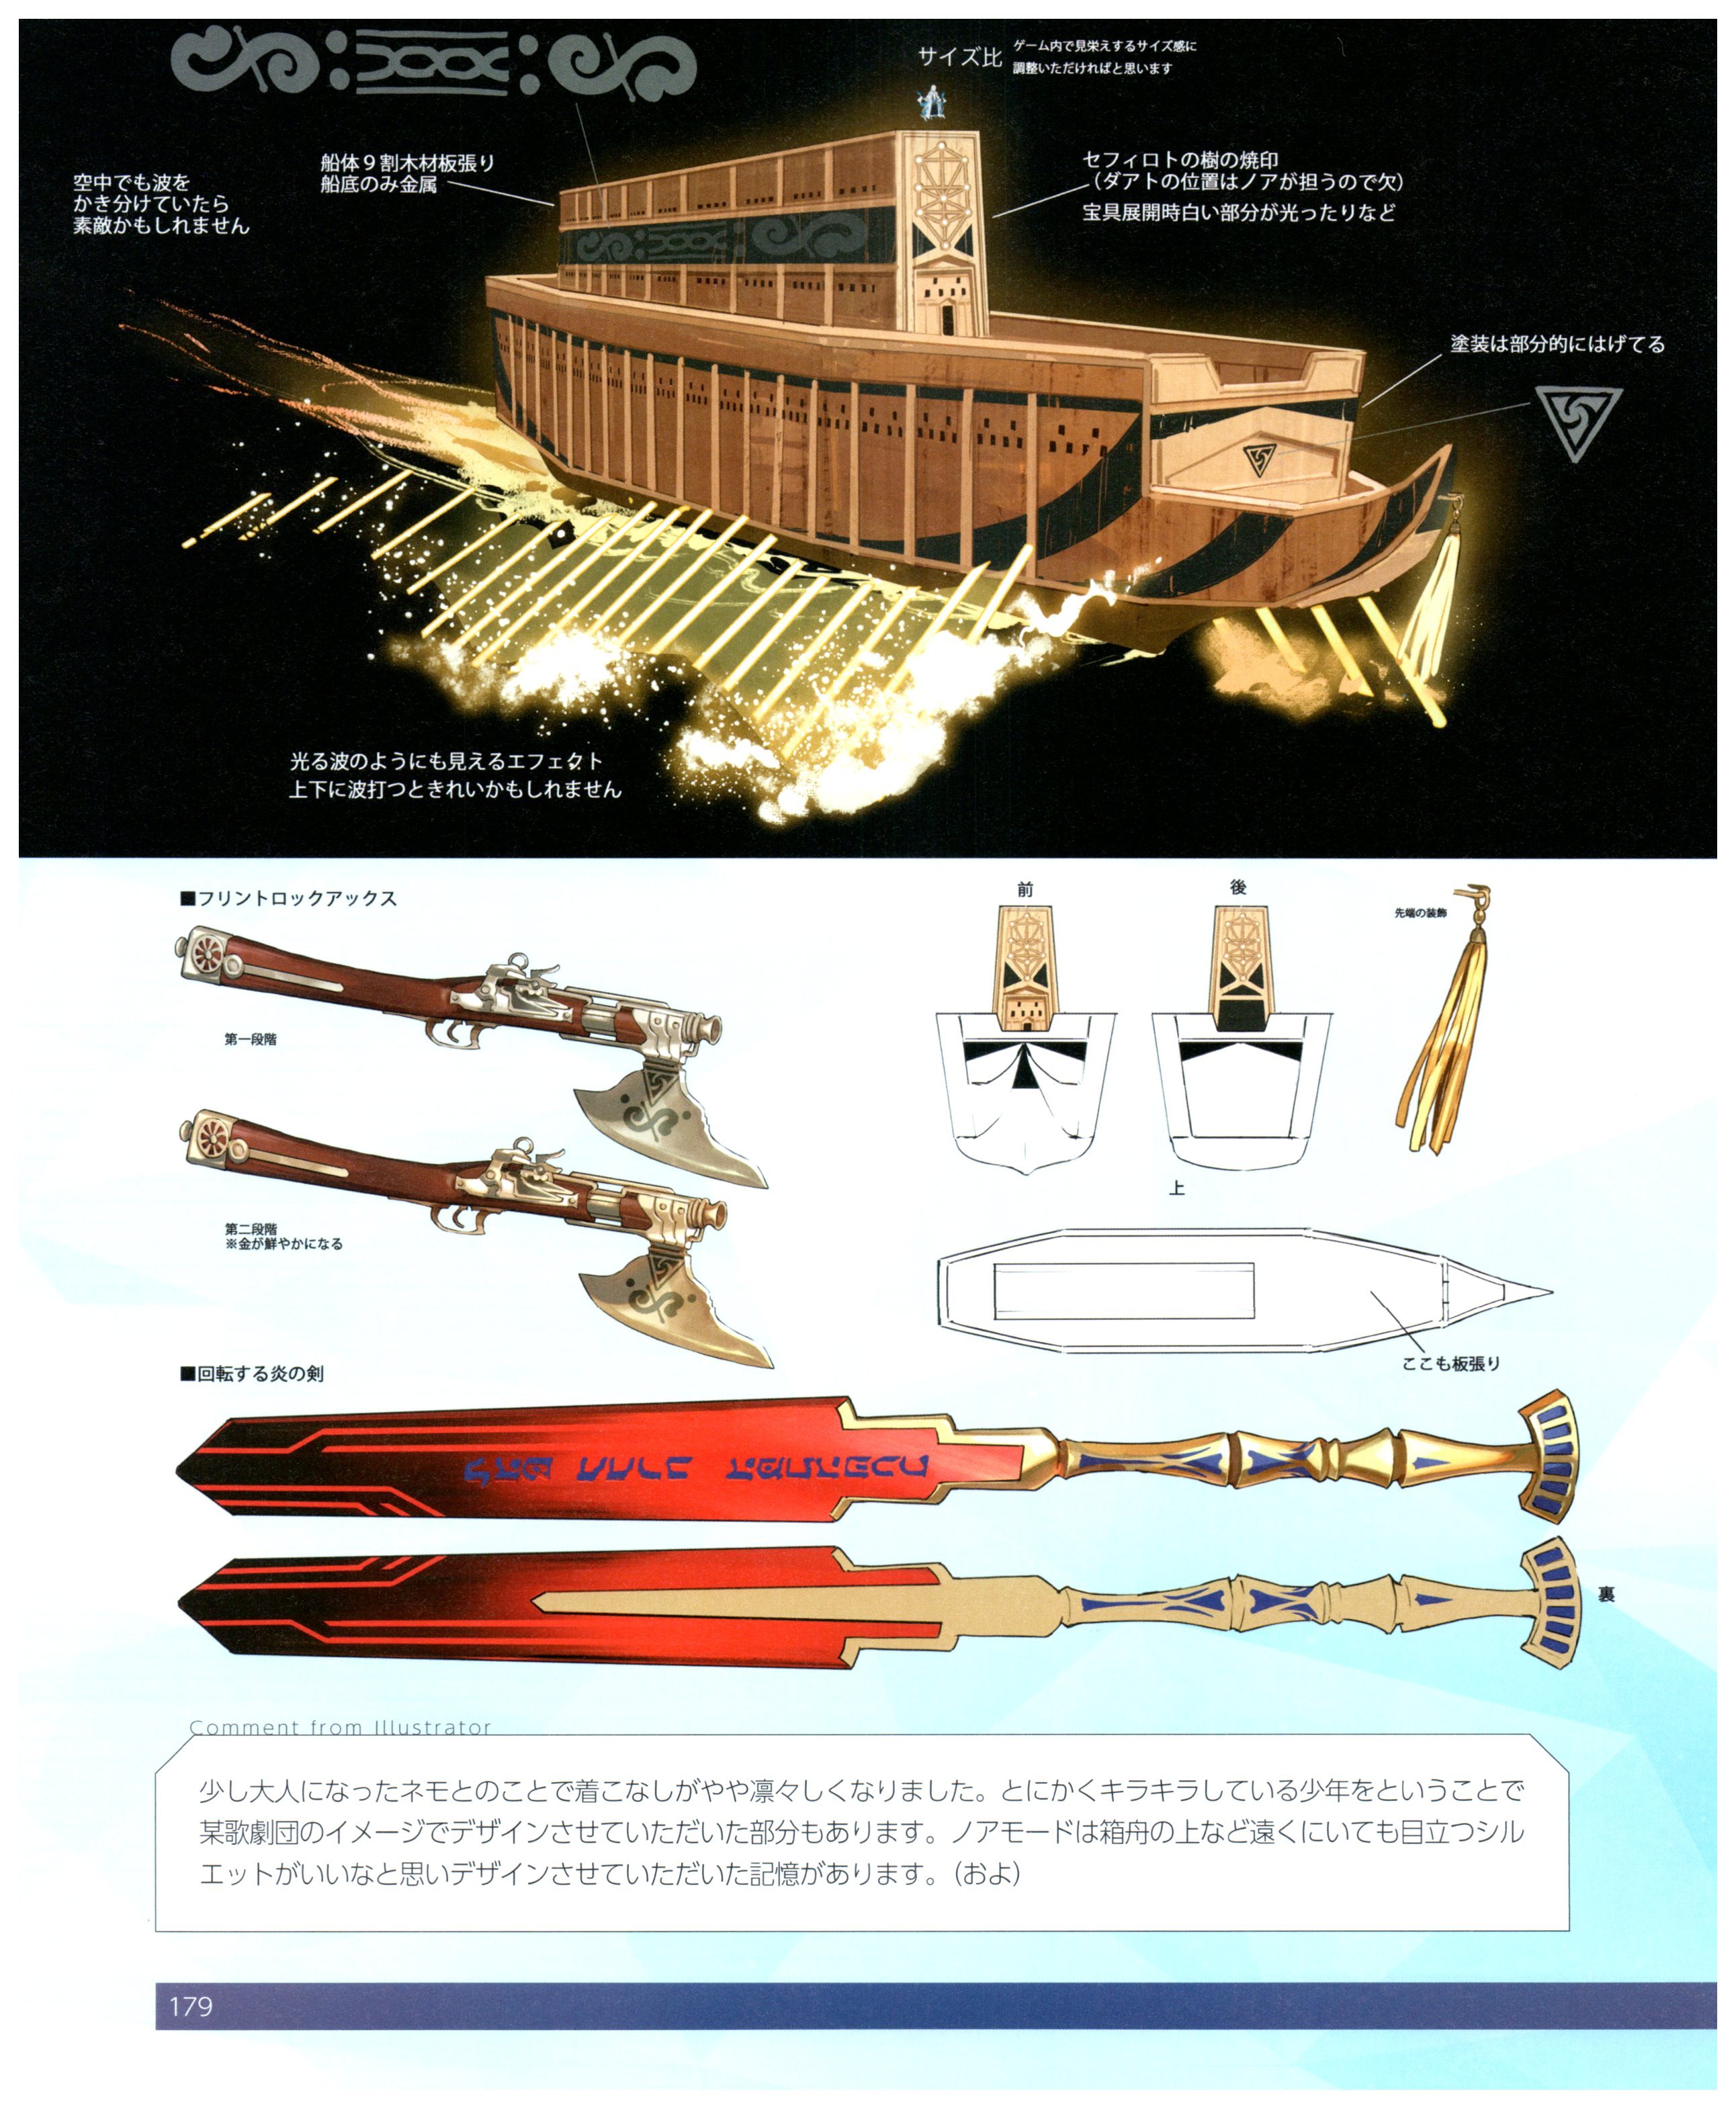 サイズ比
ゲーム内で見栄えするサイズ感に
調整いただければと思います
空中でも波を
かき分けていたら
素敵かもしれません
船体９割木材板張り
船底のみ金属
セフィロトの樹の焼印
（ダアトの位置はノアが担うので欠）
宝具展開時白い部分が光ったりなど
塗装は部分的にはげてる
光る波のようにも見えるエフェクト
上下に波打つときれいかもしれません
■フリントロックアックス
第一段階
第二段階
※金が鮮やかになる
前
後
先端の装飾
上
ここも板張り
■回転する炎の剣
裏
Comment from Illustrator
少し大人になったネモとのことで着こなしがやや凛々しくなりました。とにかくキラキラしている少年をということで
某歌劇団のイメージでデザインさせていただいた部分もあります。ノアモードは箱舟の上など遠くにいても目立つシル
エットがいいなと思いデザインさせていただいた記憶があります。（およ）
179